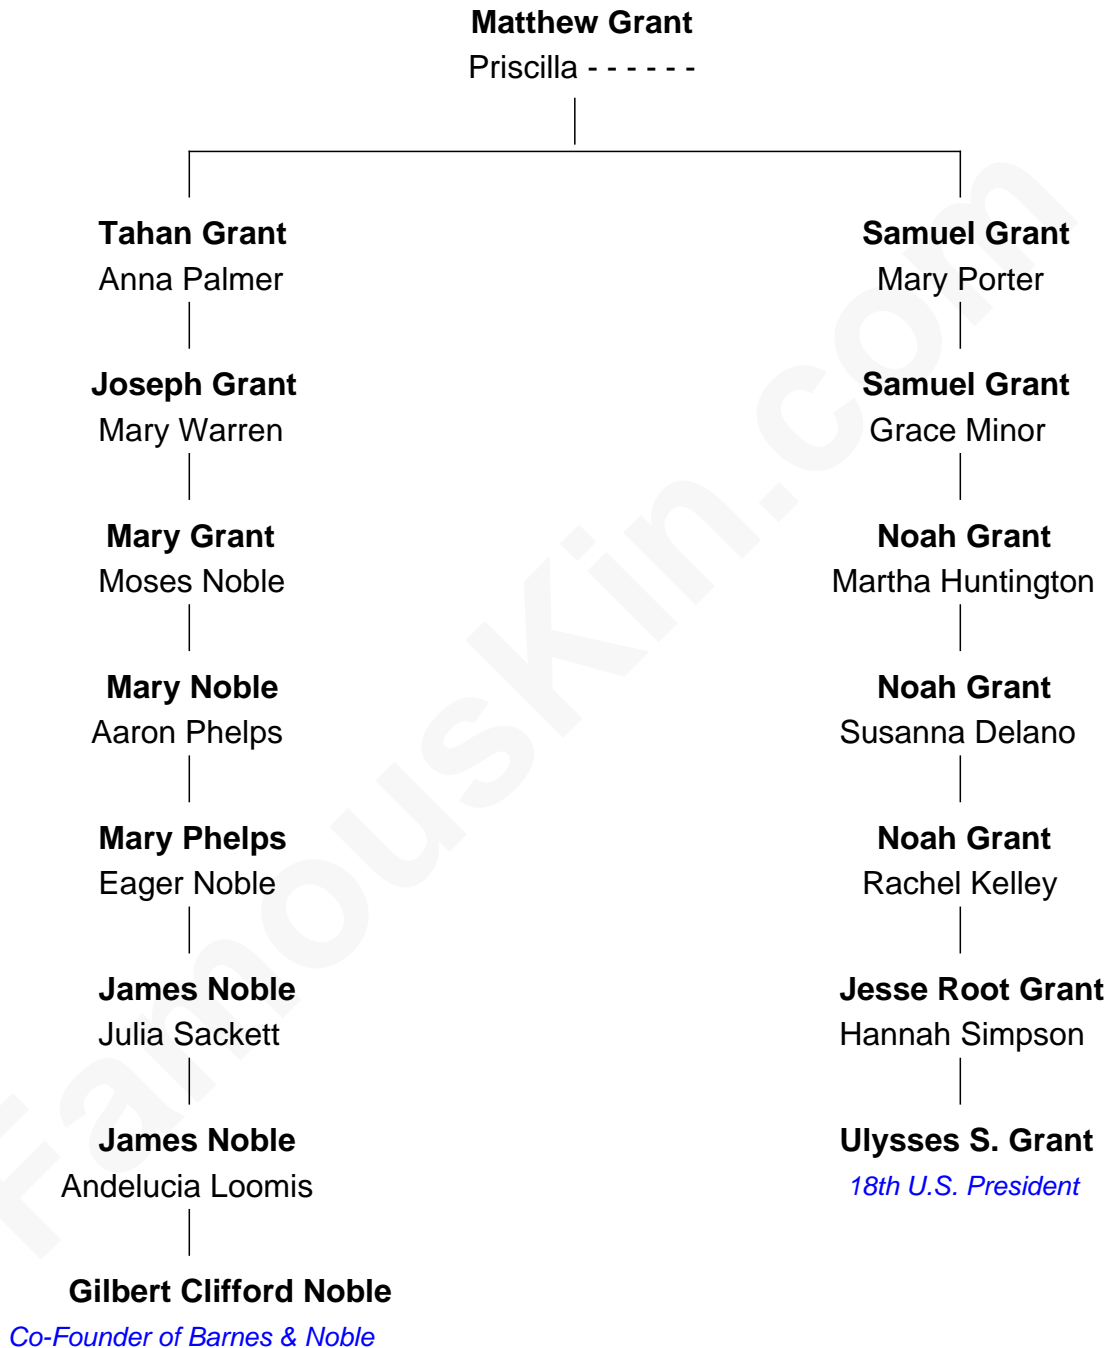 Matthew Grant
Priscilla - - - - - -
Tahan Grant
Anna Palmer
Samuel Grant
Mary Porter
Joseph Grant
Mary Warren
Samuel Grant
Grace Minor
Mary Grant
Moses Noble
Noah Grant
Martha Huntington
Mary Noble
Aaron Phelps
Noah Grant
Susanna Delano
Mary Phelps
Eager Noble
Noah Grant
Rachel Kelley
James Noble
Julia Sackett
Jesse Root Grant
Hannah Simpson
James Noble
Andelucia Loomis
Ulysses S. Grant
18th U.S. President
Gilbert Clifford Noble
Co-Founder of Barnes & Noble
FamousKin.com